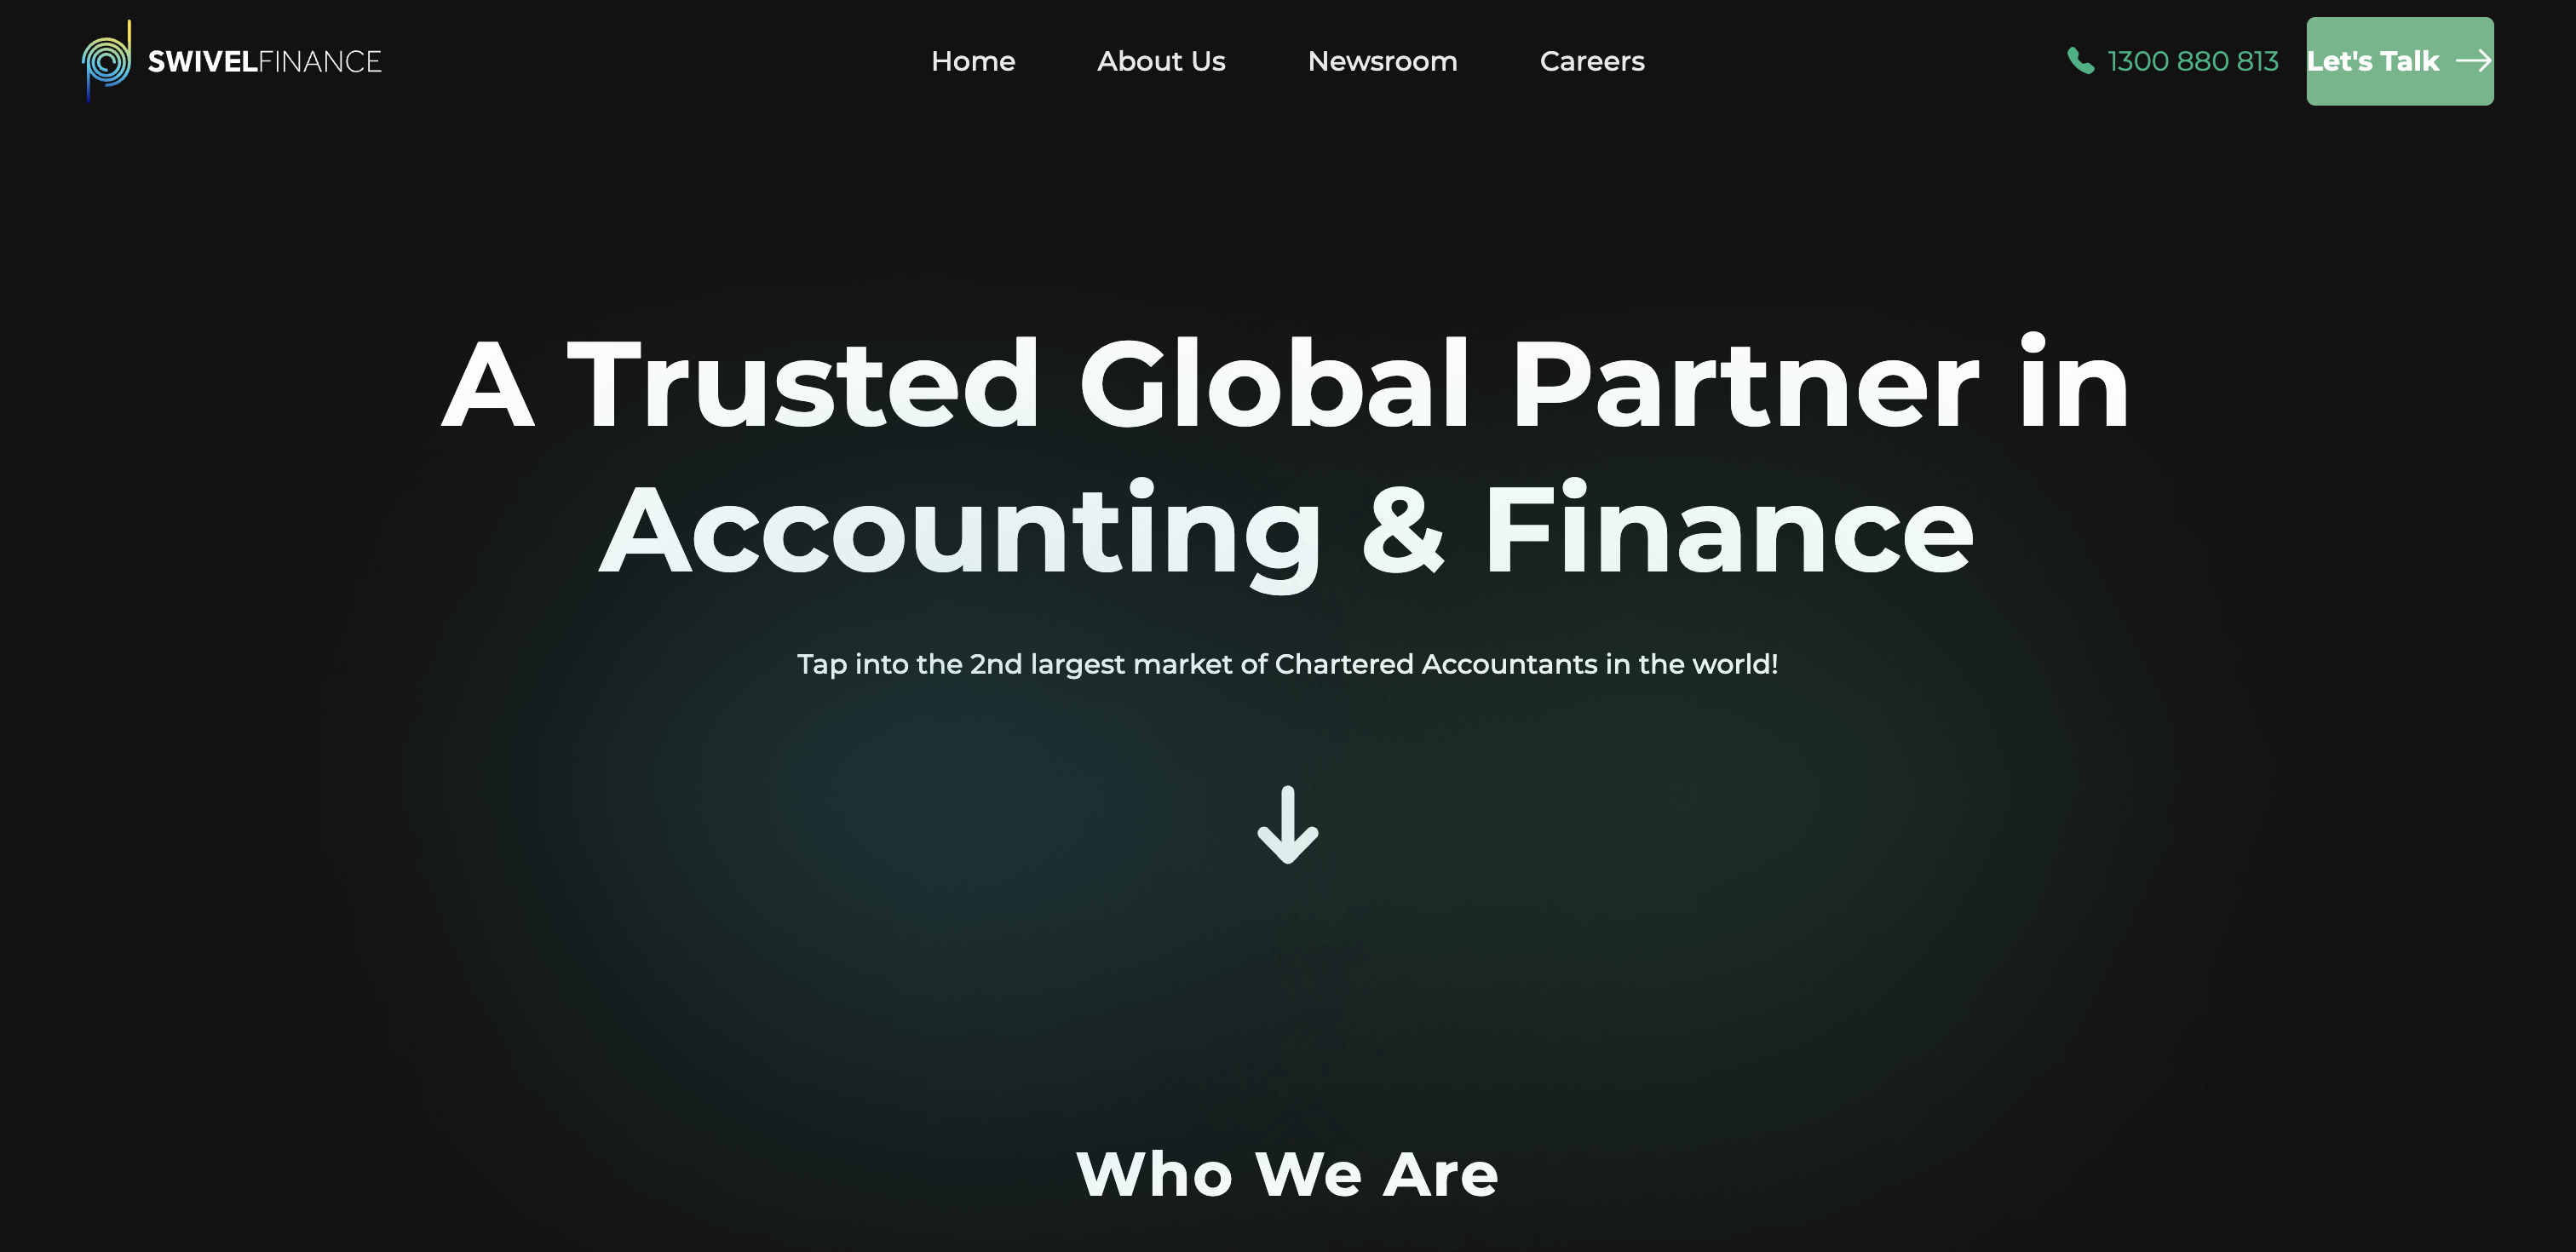 SWIVELFINANCE
Home
About Us
Newsroom
Careers
1300 880 813
Let's Talk
A Trusted Global Partner in
Accounting & Finance
Tap into the 2nd largest market of Chartered Accountants in the world!
Who We Are